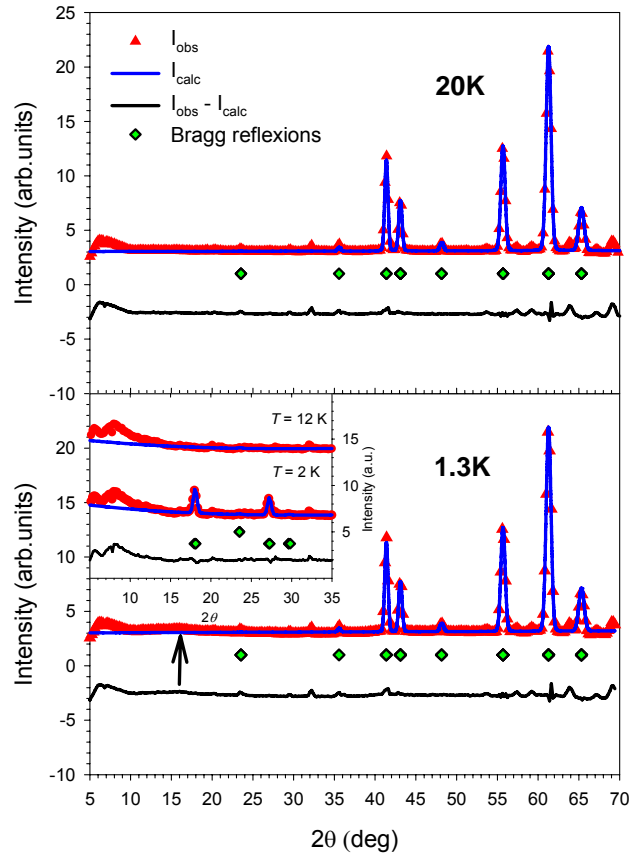 25
20
15
10
5
0
-5
-10
Intensity (arb.units)
I_obs
I_calc
I_obs - I_calc
Bragg reflexions
20K
20
15
10
5
0
-5
-10
Intensity (arb.units)
T = 12 K
T = 2 K
15
10
5
Intensity (a.u.)
10 15 20 25 30 35
2θ
1.3K
5 10 15 20 25 30 35 40 45 50 55 60 65 70
2θ (deg)